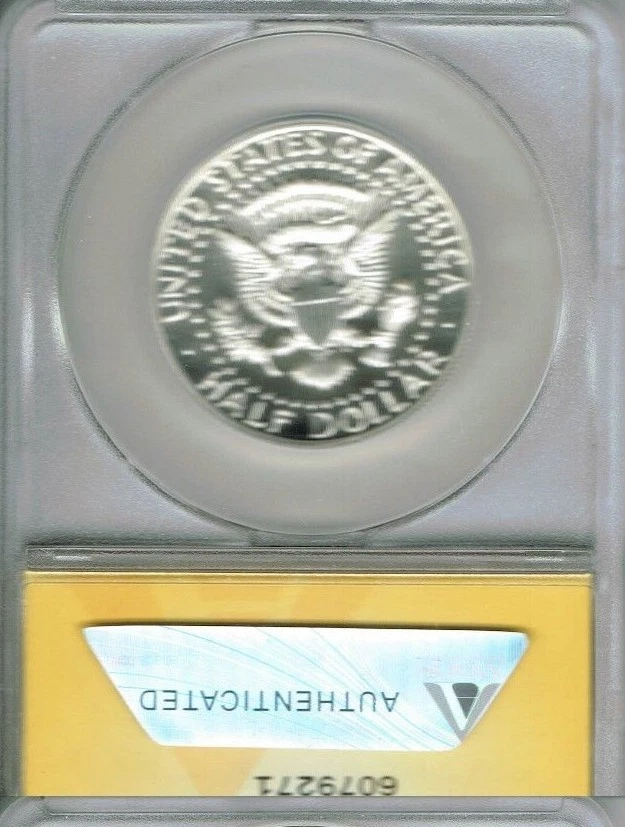 UNITED STATES OF AMERICA
HALF DOLLAR
AUTHENTICATED
6079271